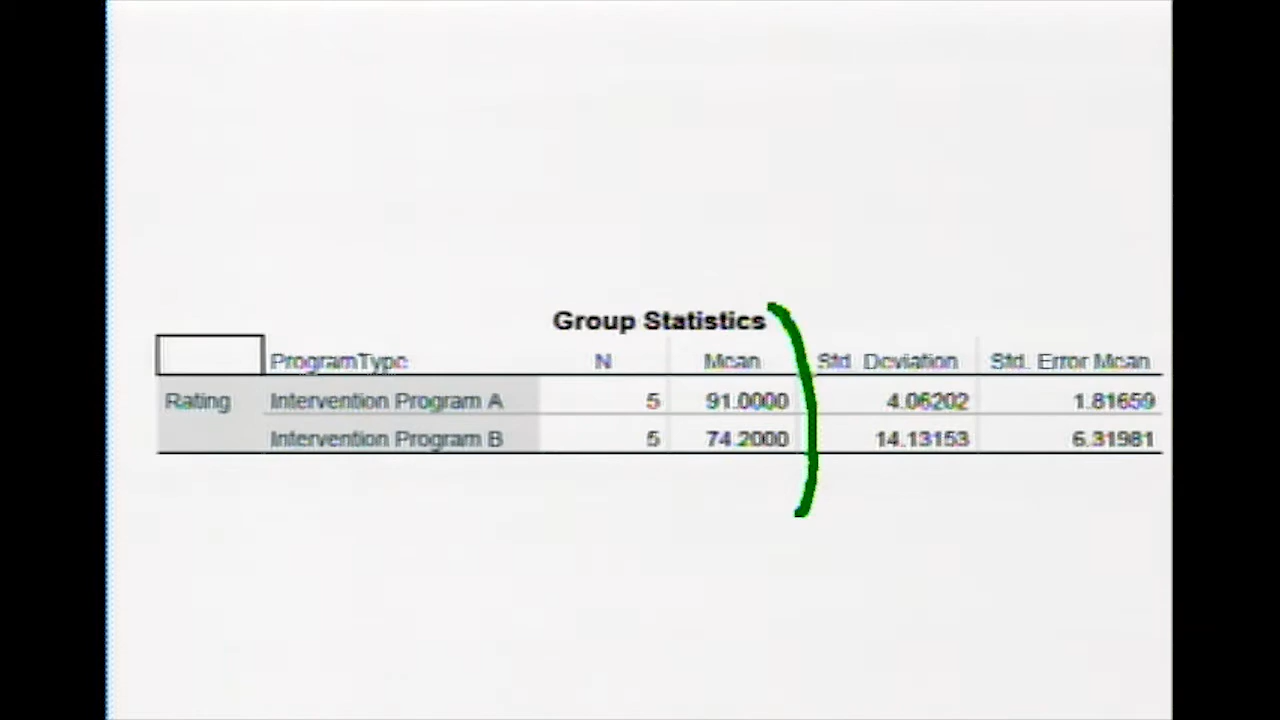 Group Statistics
ProgramType N Mean Std. Deviation Std. Error Mean
Rating Intervention Program A 5 91.0000 4.06202 1.81659
Intervention Program B 5 74.2000 14.13153 6.31981